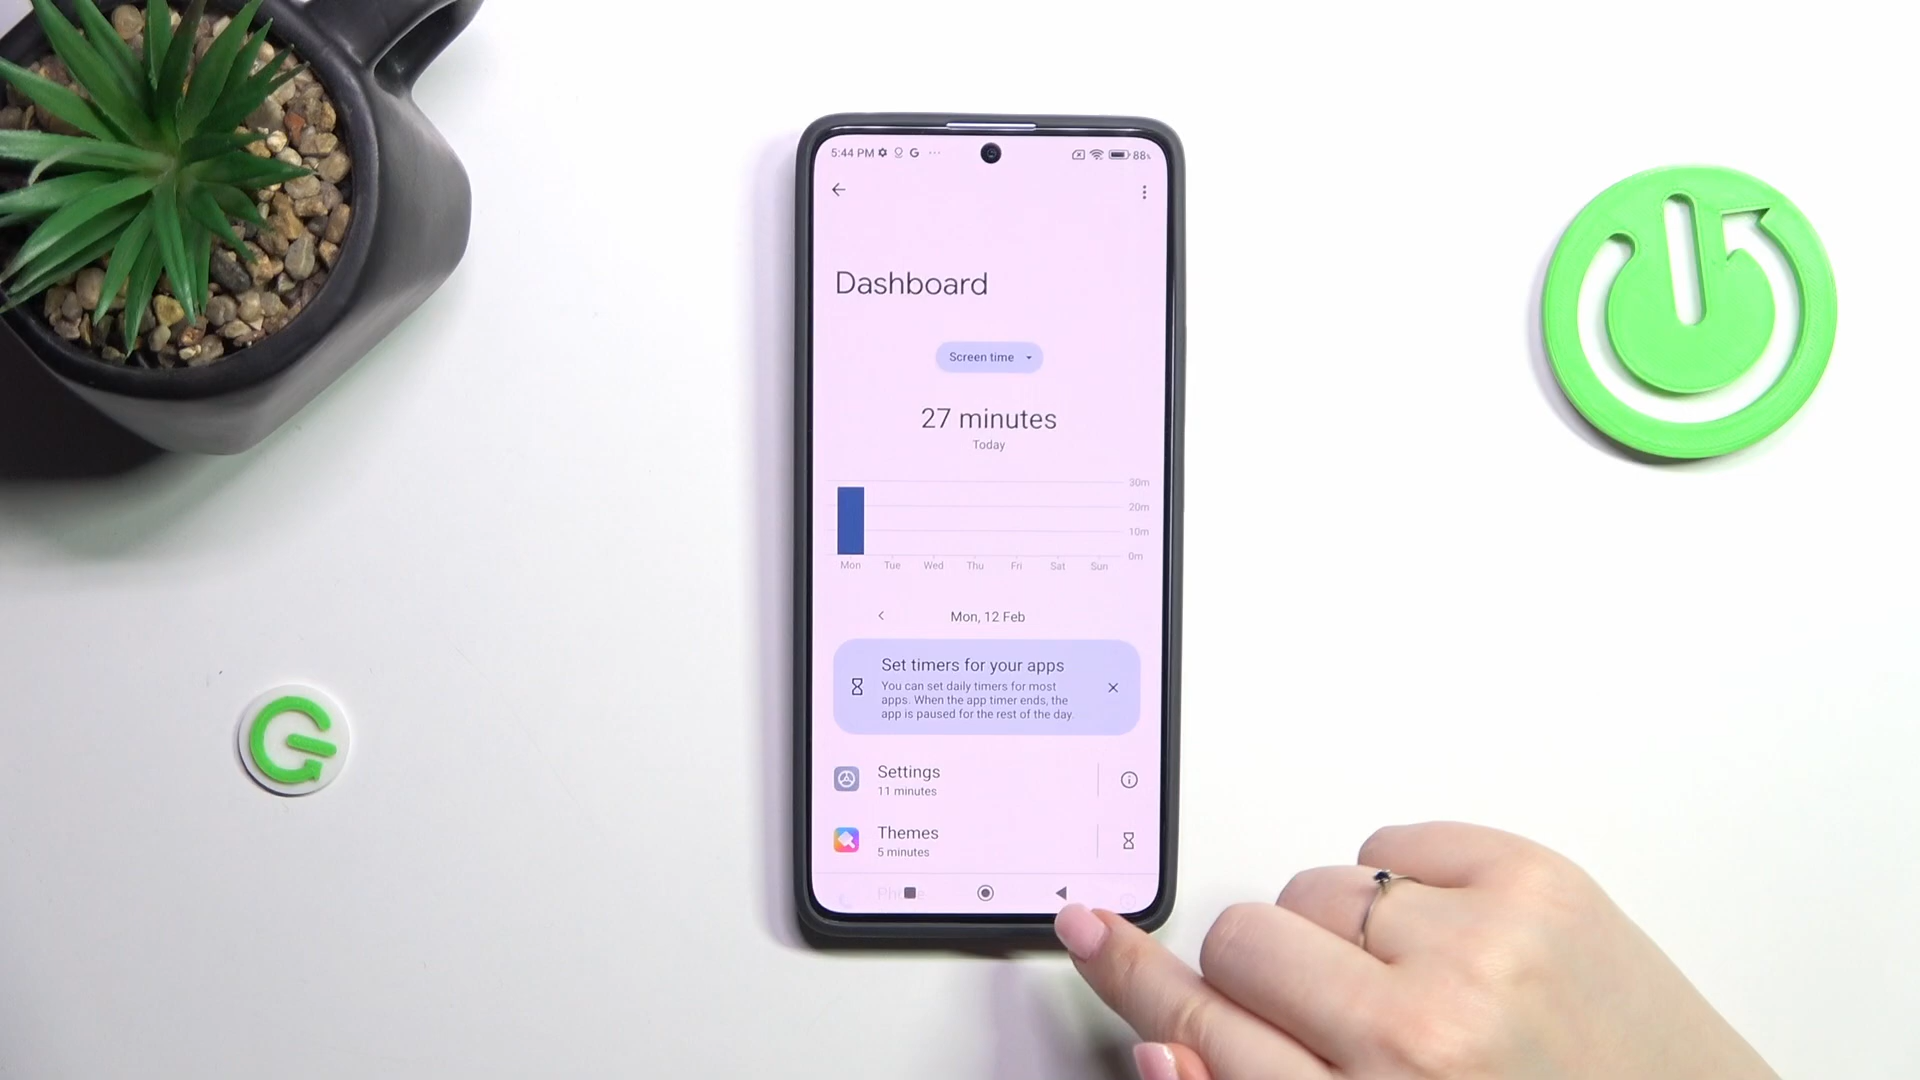 5:44 PM
88%
Dashboard
Screen time
27 minutes
Today
30m
20m
10m
0m
Mon Tue Wed Thu Fri Sat Sun
Mon, 12 Feb
Set timers for your apps
You can set daily timers for most
apps. When the app timer ends, the
app is paused for the rest of the day.
Settings
11 minutes
Themes
5 minutes
Phone